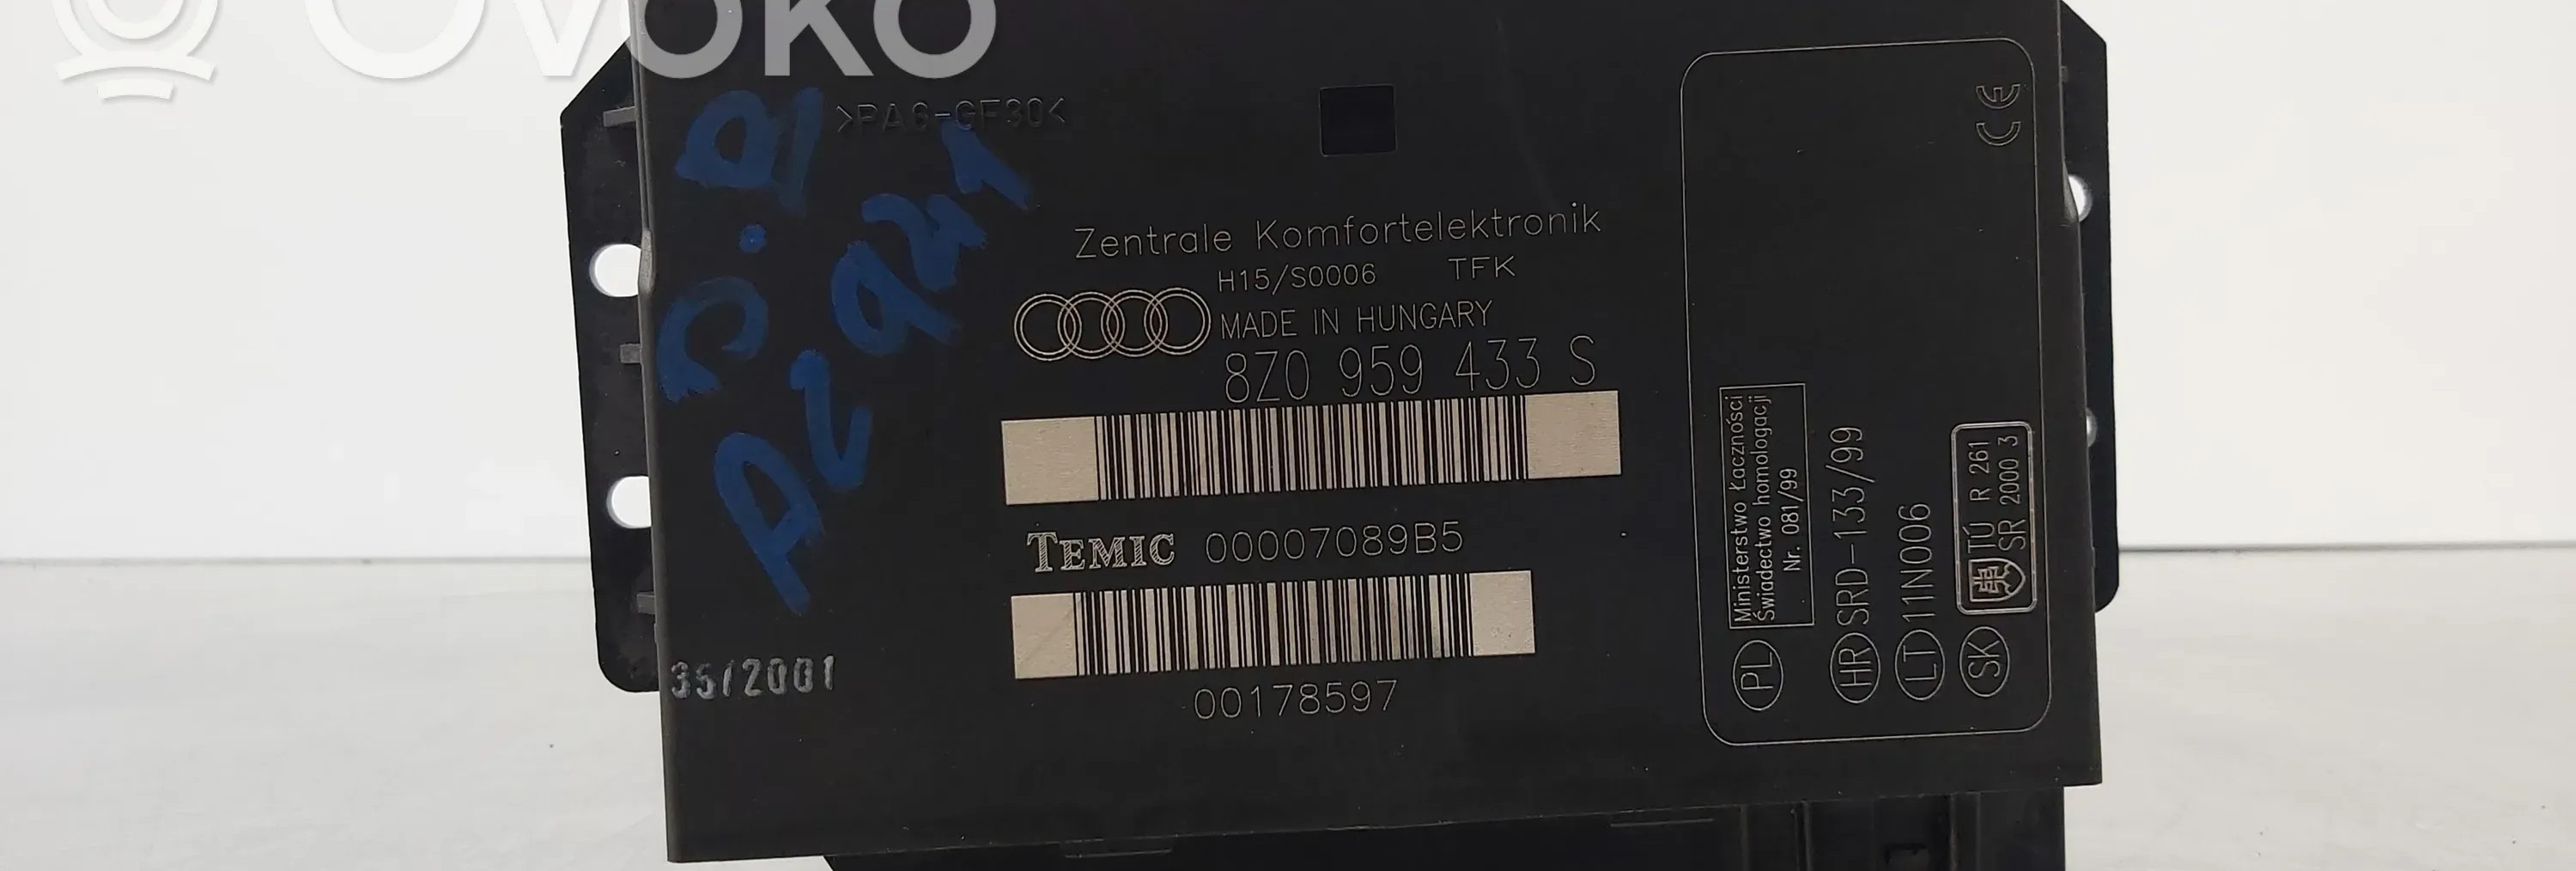 OVOKO
>PA6-GF30<
Zentrale Komfortelektronik
H15/S0006 TFK
MADE IN HUNGARY
8Z0 959 433 S
TEMIC 00007089B5
00178597
35/2001
CE
PL
Ministerstwo Łączności
Świadectwo homologacji
Nr. 081/99
HR SRD-133/99
LT 11N006
SK
TÚ R 261
SR 2000 3